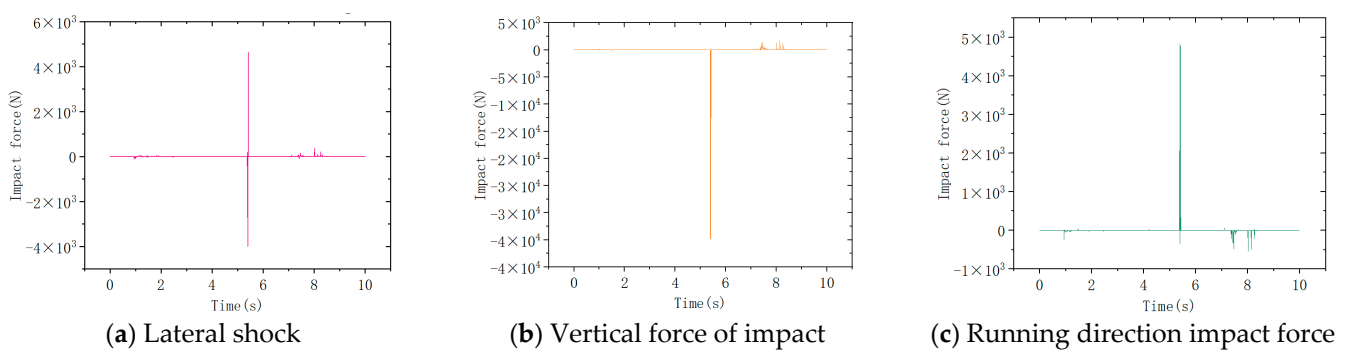 6×10³
4×10³
2×10³
0
−2×10³
−4×10³
Impact force(N)
0 2 4 6 8 10
Time(s)
(a) Lateral shock
5×10³
0
−5×10³
−1×10⁴
−2×10⁴
−2×10⁴
−3×10⁴
−4×10⁴
−4×10⁴
Impact force(N)
0 2 4 6 8 10
Time(s)
(b) Vertical force of impact
5×10³
4×10³
3×10³
2×10³
1×10³
0
−1×10³
Impact force(N)
0 2 4 6 8 10
Time(s)
(c) Running direction impact force